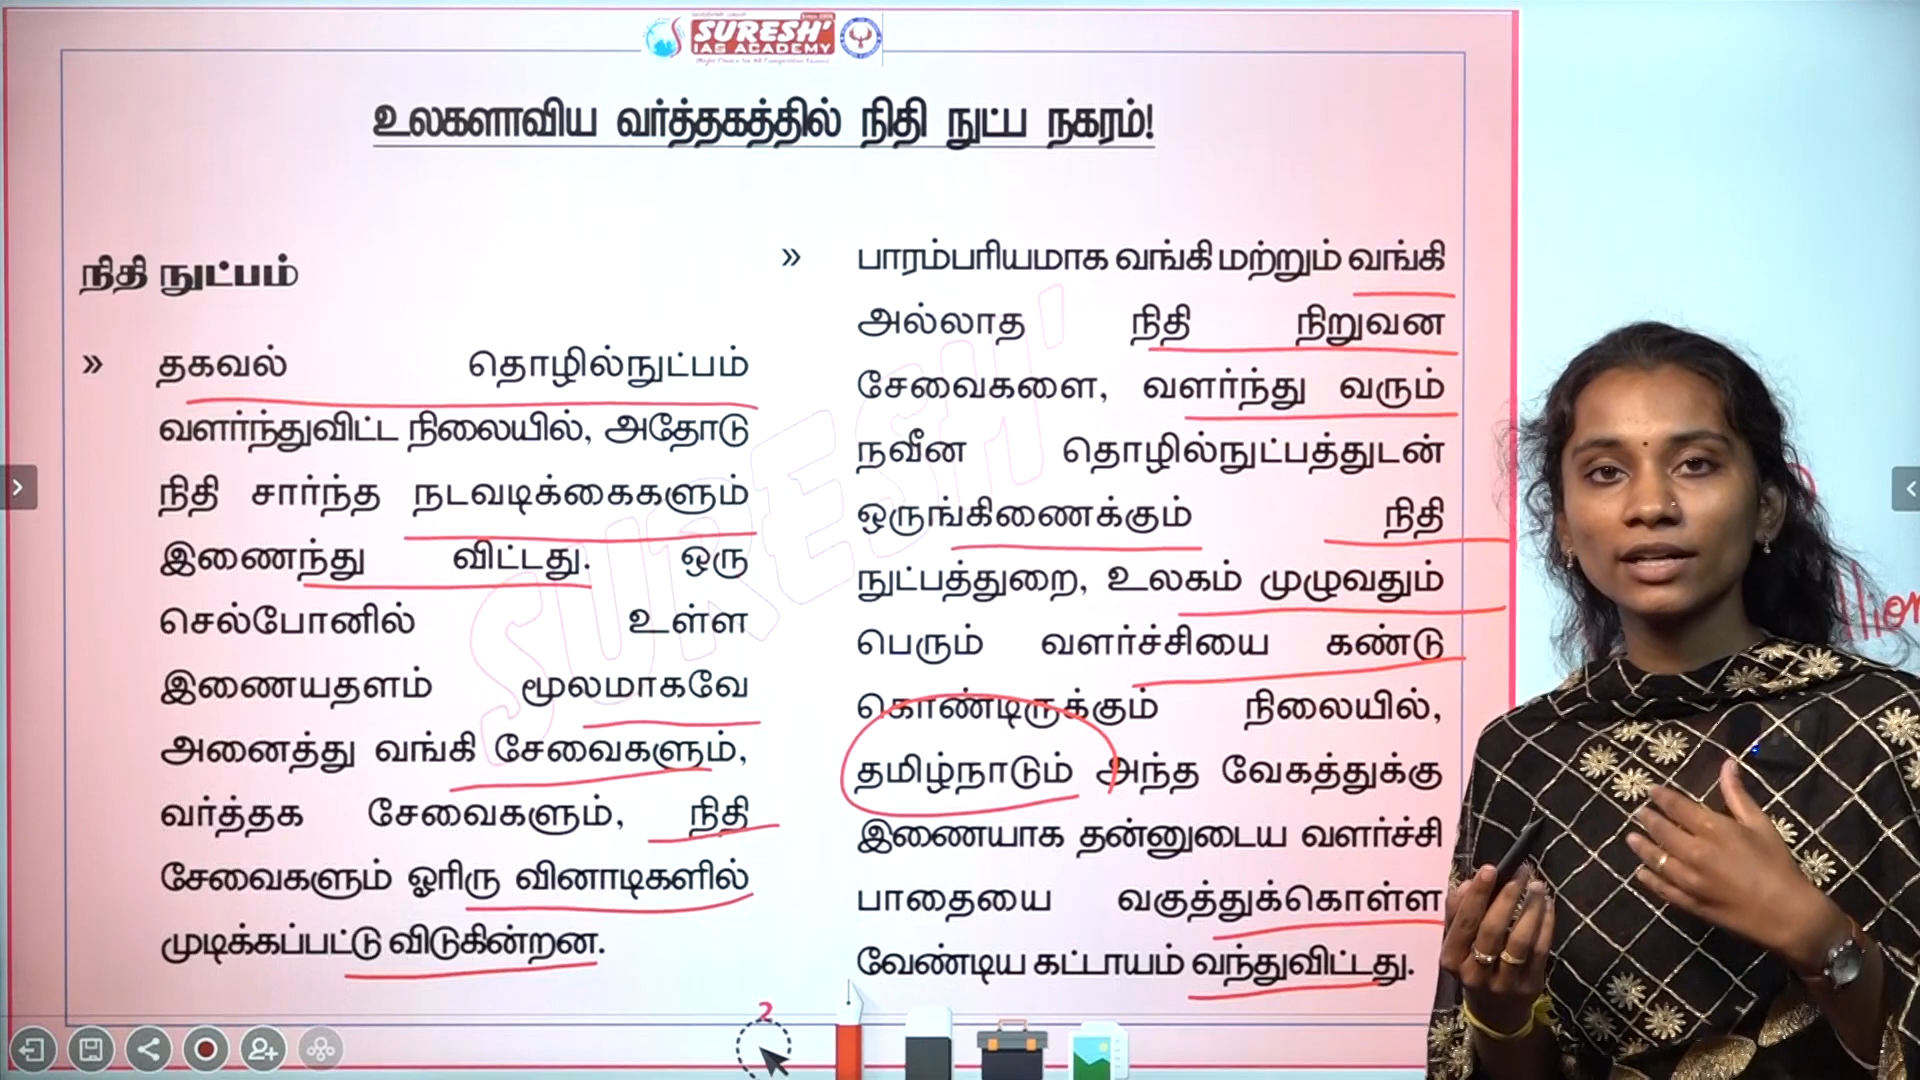 SURESH'
IAS ACADEMY
உலகளாவிய வர்த்தகத்தில் நிதி நுட்ப நகரம்!
நிதி நுட்பம்
» தகவல் தொழில்நுட்பம்
வளர்ந்துவிட்ட நிலையில், அதோடு
நிதி சார்ந்த நடவடிக்கைகளும்
இணைந்து விட்டது. ஒரு
செல்போனில் உள்ள
இணையதளம் மூலமாகவே
அனைத்து வங்கி சேவைகளும்,
வர்த்தக சேவைகளும், நிதி
சேவைகளும் ஓரிரு வினாடிகளில்
முடிக்கப்பட்டு விடுகின்றன.
» பாரம்பரியமாக வங்கி மற்றும் வங்கி
அல்லாத நிதி நிறுவன
சேவைகளை, வளர்ந்து வரும்
நவீன தொழில்நுட்பத்துடன்
ஒருங்கிணைக்கும் நிதி
நுட்பத்துறை, உலகம் முழுவதும்
பெரும் வளர்ச்சியை கண்டு
கொண்டிருக்கும் நிலையில்,
தமிழ்நாடும் அந்த வேகத்துக்கு
இணையாக தன்னுடைய வளர்ச்சி
பாதையை வகுத்துக்கொள்ள
வேண்டிய கட்டாயம் வந்துவிட்டது.
SURESH'
2